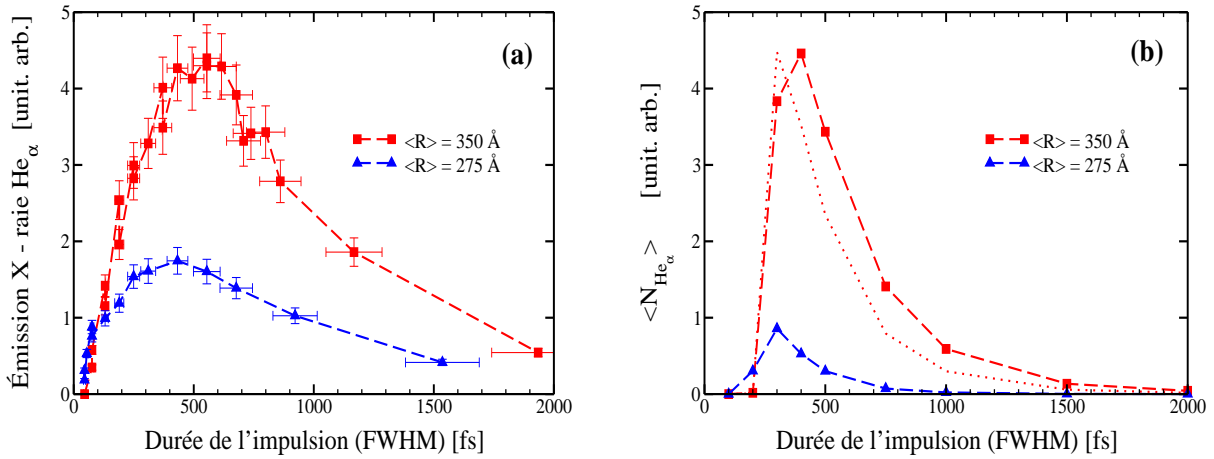 (a)
Émission X - raie Heα [unit. arb.]
5
4
3
2
1
0
<R> = 350 Å
<R> = 275 Å
0 500 1000 1500 2000
Durée de l'impulsion (FWHM) [fs]
(b)
<NHeα> [unit. arb.]
5
4
3
2
1
0
<R> = 350 Å
<R> = 275 Å
0 500 1000 1500 2000
Durée de l'impulsion (FWHM) [fs]